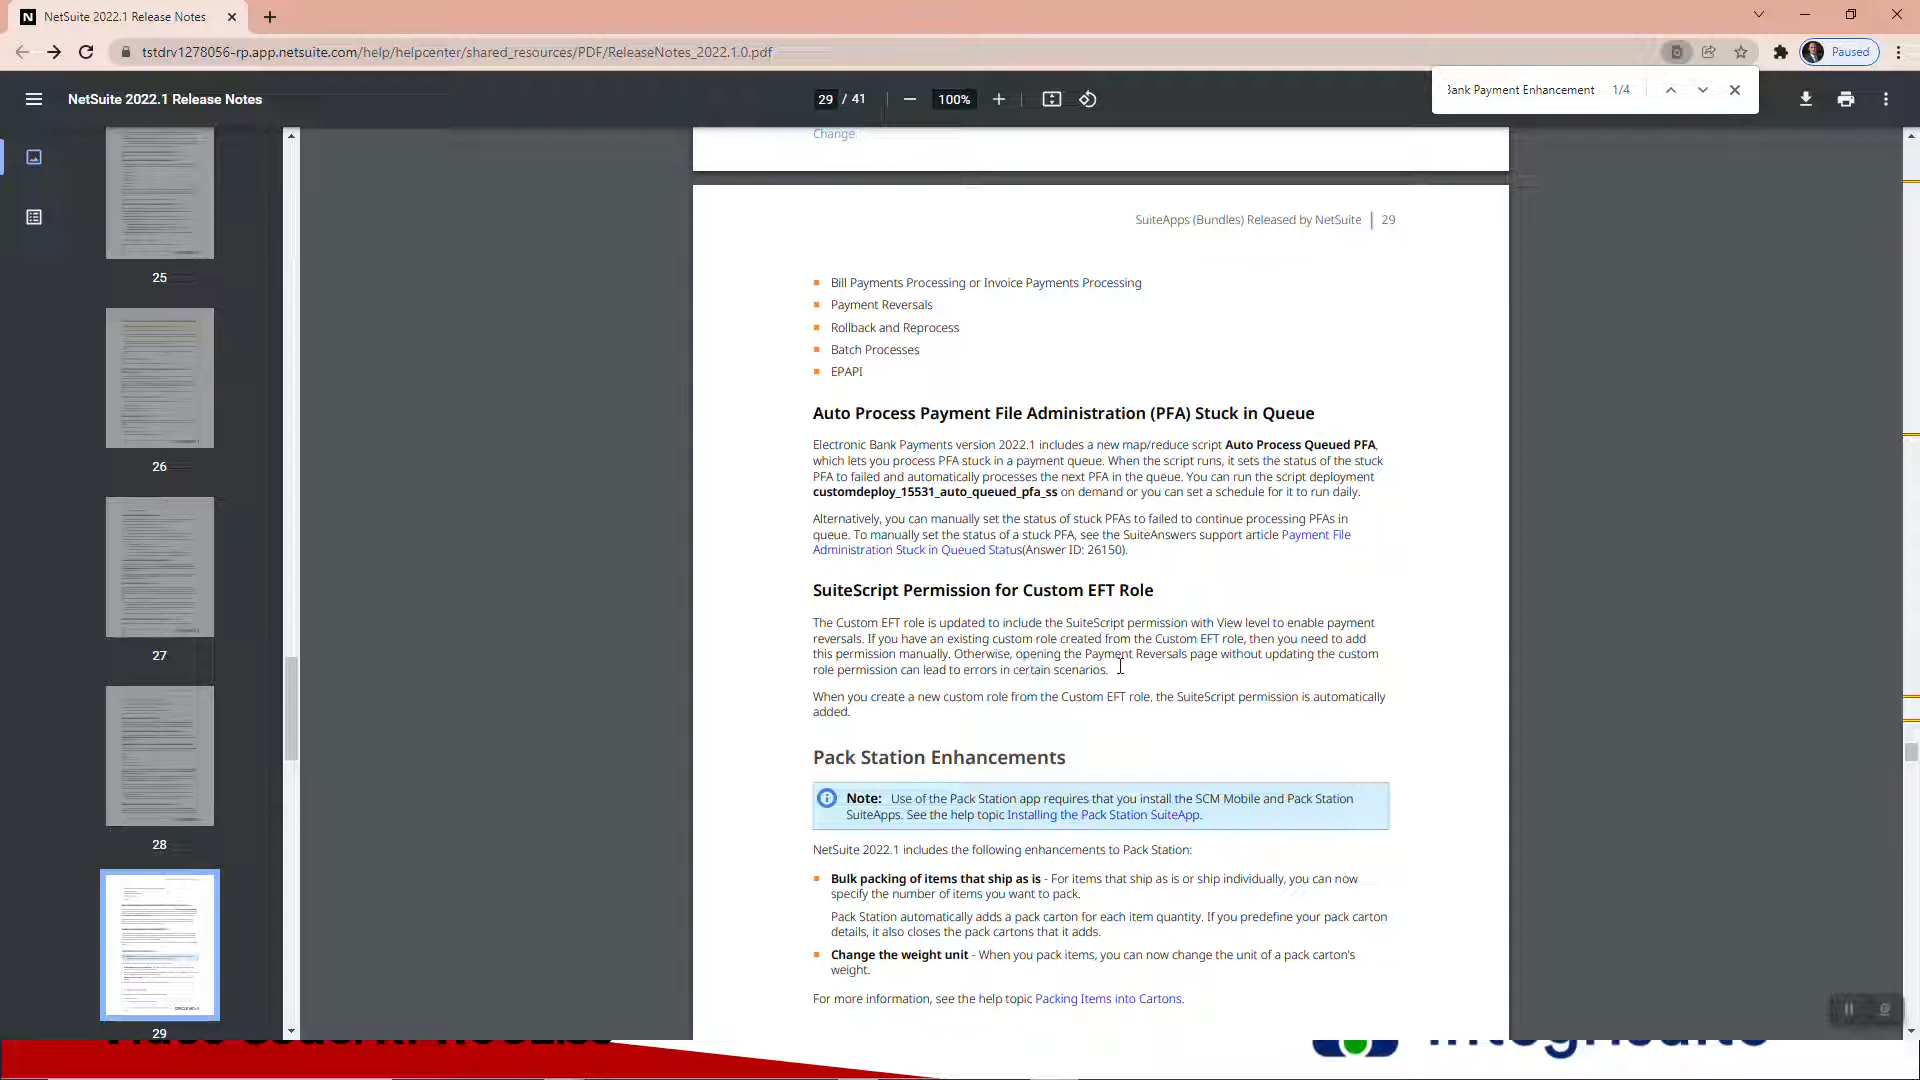 NetSuite 2022.1 Release Notes
tstdrv1278056-rp.app.netsuite.com/help/helpcenter/shared_resources/PDF/ReleaseNotes_2022.1.0.pdf
Paused
NetSuite 2022.1 Release Notes
29 / 41
100%
Bank Payment Enhancement 1/4
25
26
27
28
29
Change
SuiteApps (Bundles) Released by NetSuite 29
Bill Payments Processing or Invoice Payments Processing
Payment Reversals
Rollback and Reprocess
Batch Processes
EPAPI
Auto Process Payment File Administration (PFA) Stuck in Queue
Electronic Bank Payments version 2022.1 includes a new map/reduce script Auto Process Queued PFA,
which lets you process PFA stuck in a payment queue. When the script runs, it sets the status of the stuck
PFA to failed and automatically processes the next PFA in the queue. You can run the script deployment
customdeploy_15531_auto_queued_pfa_ss on demand or you can set a schedule for it to run daily.
Alternatively, you can manually set the status of stuck PFAs to failed to continue processing PFAs in
queue. To manually set the status of a stuck PFA, see the SuiteAnswers support article Payment File
Administration Stuck in Queued Status(Answer ID: 26150).
SuiteScript Permission for Custom EFT Role
The Custom EFT role is updated to include the SuiteScript permission with View level to enable payment
reversals. If you have an existing custom role created from the Custom EFT role, then you need to add
this permission manually. Otherwise, opening the Payment Reversals page without updating the custom
role permission can lead to errors in certain scenarios.
When you create a new custom role from the Custom EFT role, the SuiteScript permission is automatically
added.
Pack Station Enhancements
Note: Use of the Pack Station app requires that you install the SCM Mobile and Pack Station
SuiteApps. See the help topic Installing the Pack Station SuiteApp.
NetSuite 2022.1 includes the following enhancements to Pack Station:
Bulk packing of items that ship as is - For items that ship as is or ship individually, you can now
specify the number of items you want to pack.
Pack Station automatically adds a pack carton for each item quantity. If you predefine your pack carton
details, it also closes the pack cartons that it adds.
Change the weight unit - When you pack items, you can now change the unit of a pack carton's
weight.
For more information, see the help topic Packing Items into Cartons.